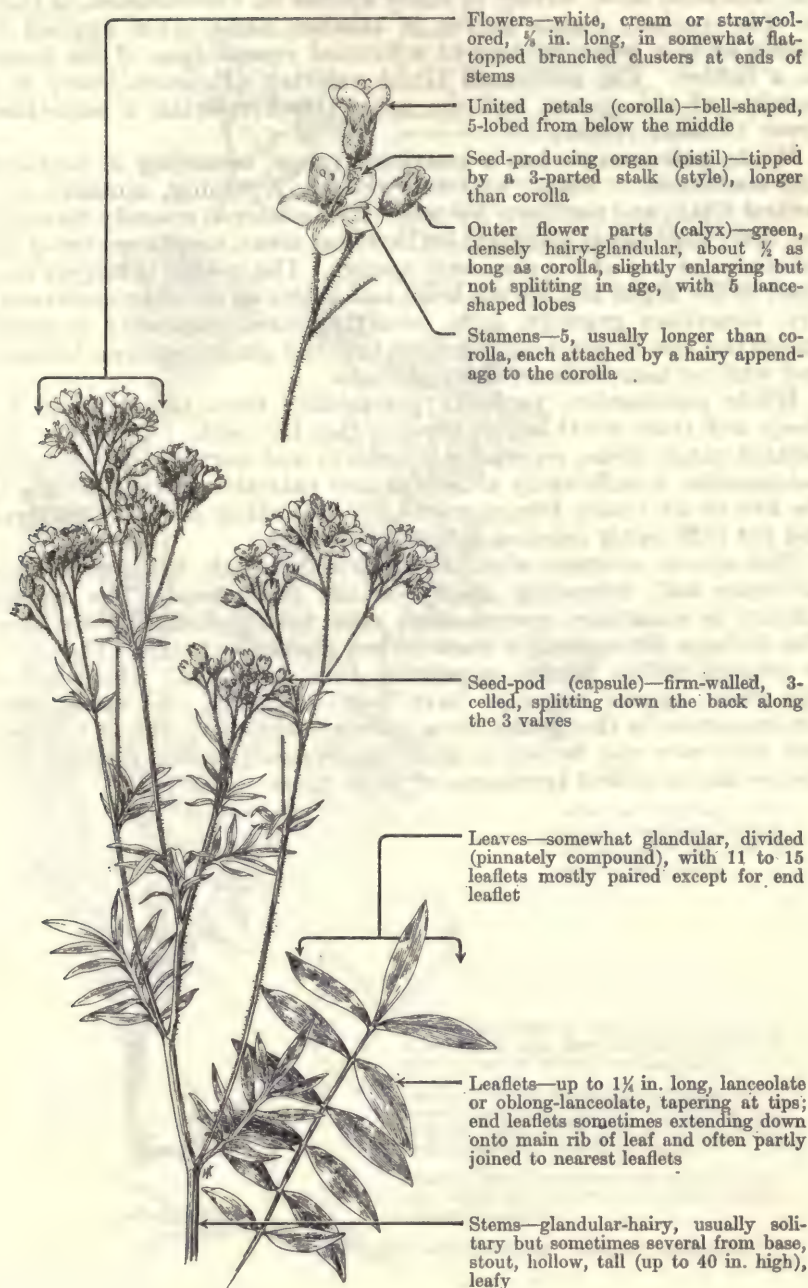 Flowers—white, cream or straw-col-
ored, ⅝ in. long, in somewhat flat-
topped branched clusters at ends of
stems
United petals (corolla)—bell-shaped,
5-lobed from below the middle
Seed-producing organ (pistil)—tipped
by a 3-parted stalk (style), longer
than corolla
Outer flower parts (calyx)—green,
densely hairy-glandular, about ½ as
long as corolla, slightly enlarging but
not splitting in age, with 5 lance-
shaped lobes
Stamens—5, usually longer than co-
rolla, each attached by a hairy append-
age to the corolla
Seed-pod (capsule)—firm-walled, 3-
celled, splitting down the back along
the 3 valves
Leaves—somewhat glandular, divided
(pinnately compound), with 11 to 15
leaflets mostly paired except for end
leaflet
Leaflets—up to 1¼ in. long, lanceolate
or oblong-lanceolate, tapering at tips;
end leaflets sometimes extending down
onto main rib of leaf and often partly
joined to nearest leaflets
Stems—glandular-hairy, usually soli-
tary but sometimes several from base,
stout, hollow, tall (up to 40 in. high),
leafy